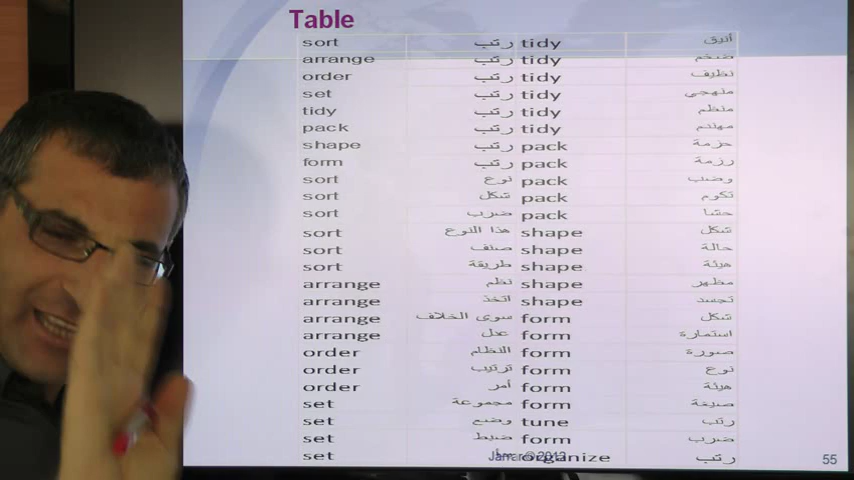 Table
sort رتب tidy أنيق
arrange رتب tidy ضخم
order رتب tidy نظيف
set رتب tidy منهجي
tidy رتب tidy منظم
pack رتب tidy مهندم
shape رتب pack حزمة
form رتب pack رزمة
sort نوع pack وضب
sort شكل pack تكوم
sort ضرب pack حشا
sort هذا النوع shape شكل
sort صنف shape حالة
sort طريقة shape هيئة
arrange نظم shape مظهر
arrange اتخذ shape تجسد
arrange سوى الخلاف form شكل
arrange عدل form استمارة
order النظام form صورة
order ترتيب form نوع
order أمر form هيئة
set مجموعة form صيغة
set وضع tune رتب
set ضبط form ضرب
set organize رتب
Jarrar © 2012 55